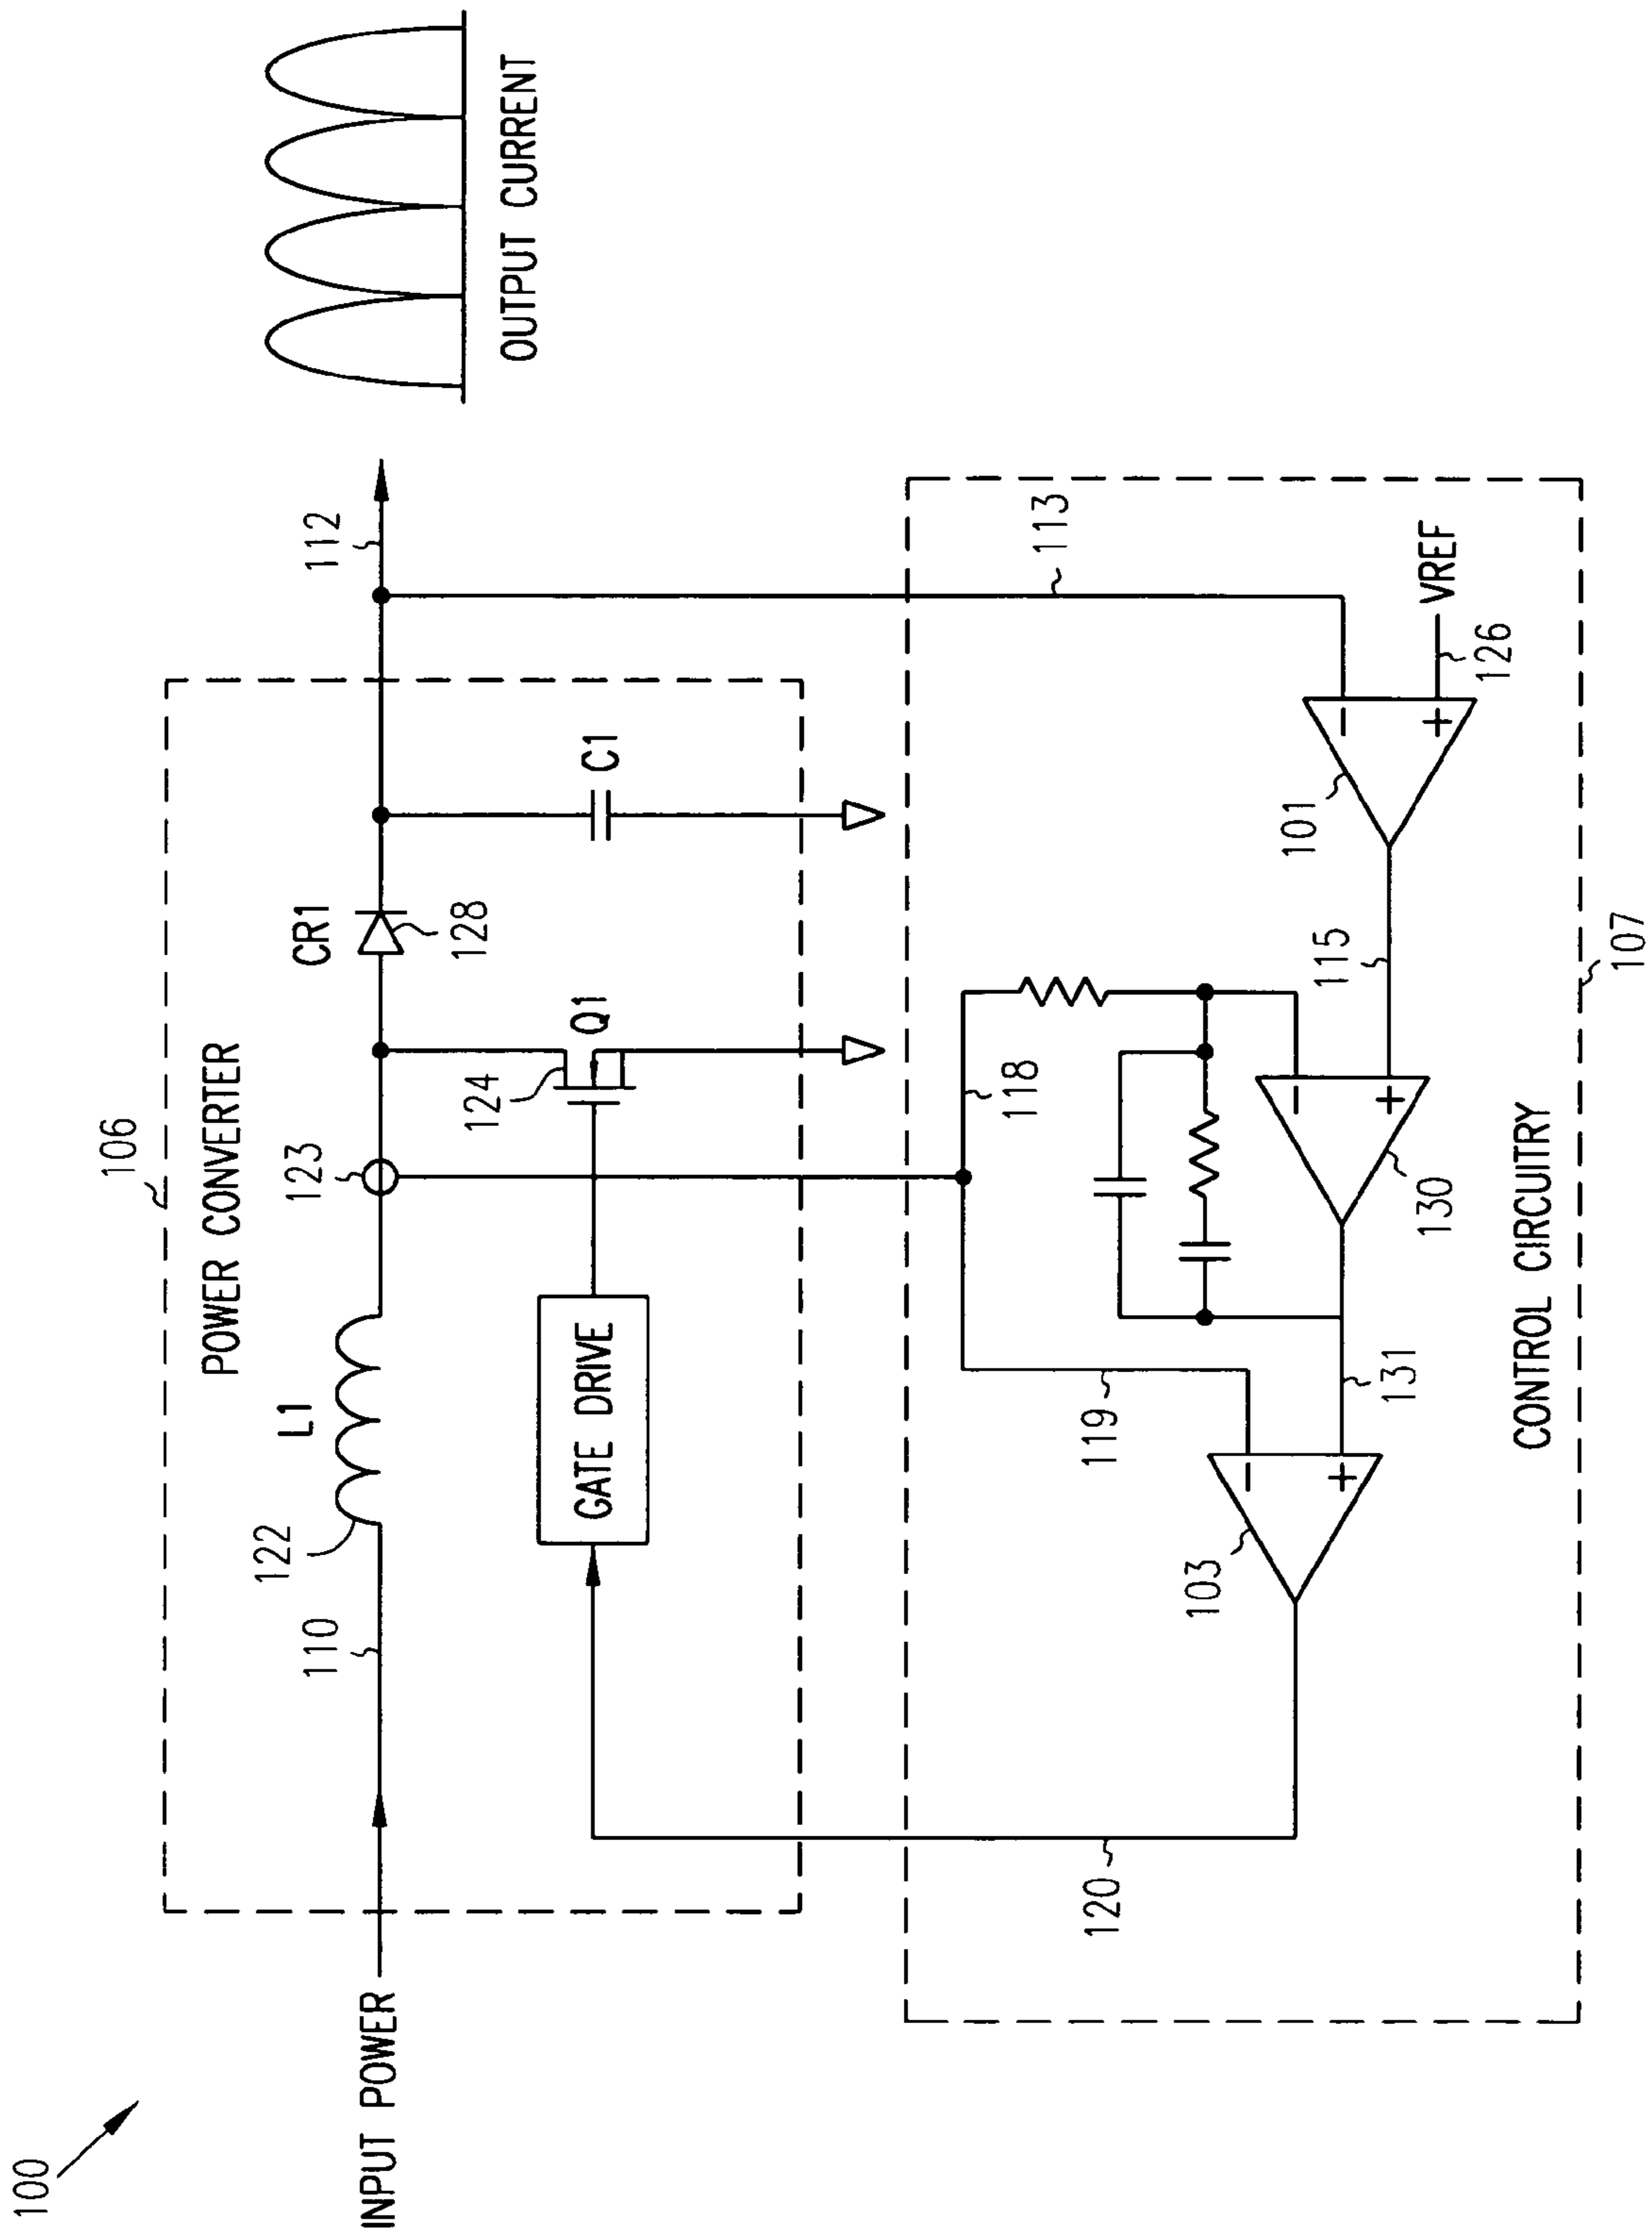 100
INPUT POWER
106
POWER CONVERTER
110
122
L1
123
CR1
128
124
Q1
C1
112
OUTPUT CURRENT
GATE DRIVE
120
119
118
113
103
131
130
115
101
VREF
126
+
−
+
−
+
−
CONTROL CIRCUITRY
107